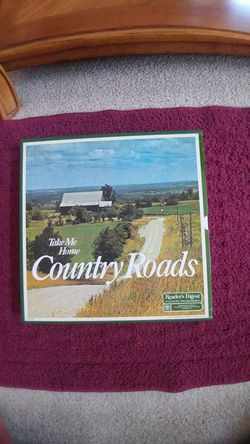 Take Me
Home
Country Roads
Reader's Digest